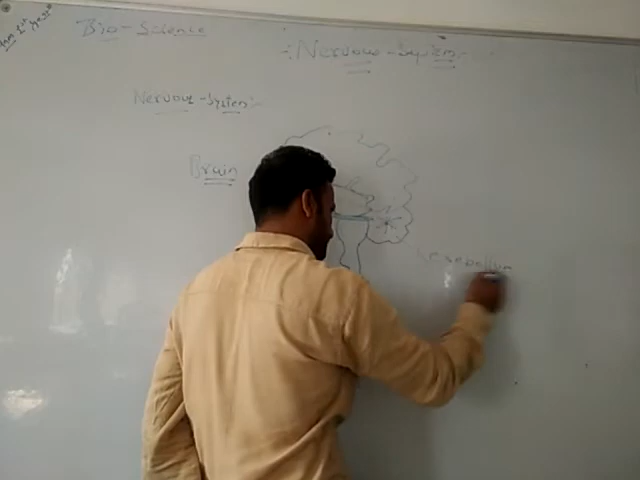 Bio-Science
:Nervous-System:-
Nervous-System:-
Brain
Cerebellum